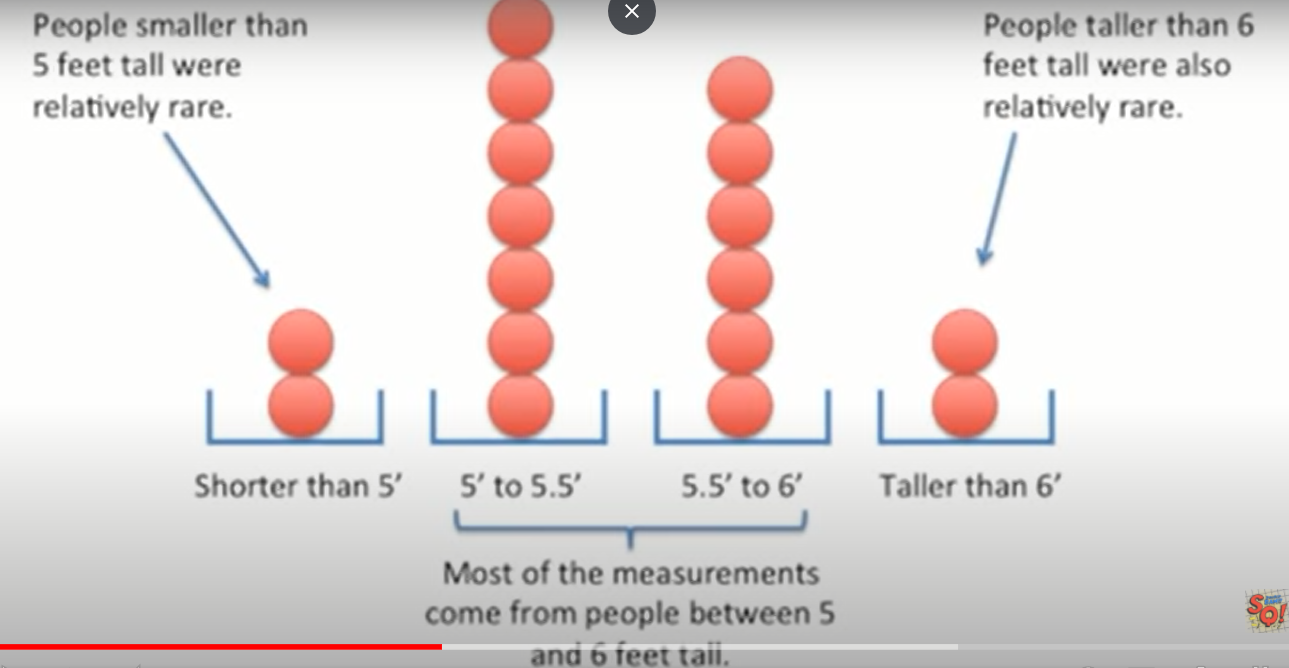 People smaller than
5 feet tall were
relatively rare.
People taller than 6
feet tall were also
relatively rare.
Shorter than 5′
5′ to 5.5′
5.5′ to 6′
Taller than 6′
Most of the measurements
come from people between 5
and 6 feet tall.
SQ!